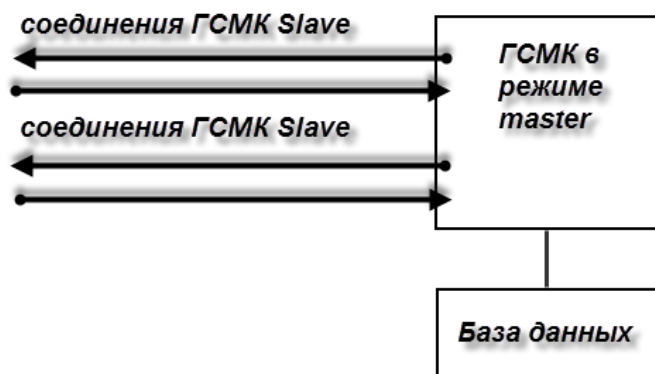 соединения ГСМК Slave
ГСМК в
режиме
master
соединения ГСМК Slave
База данных